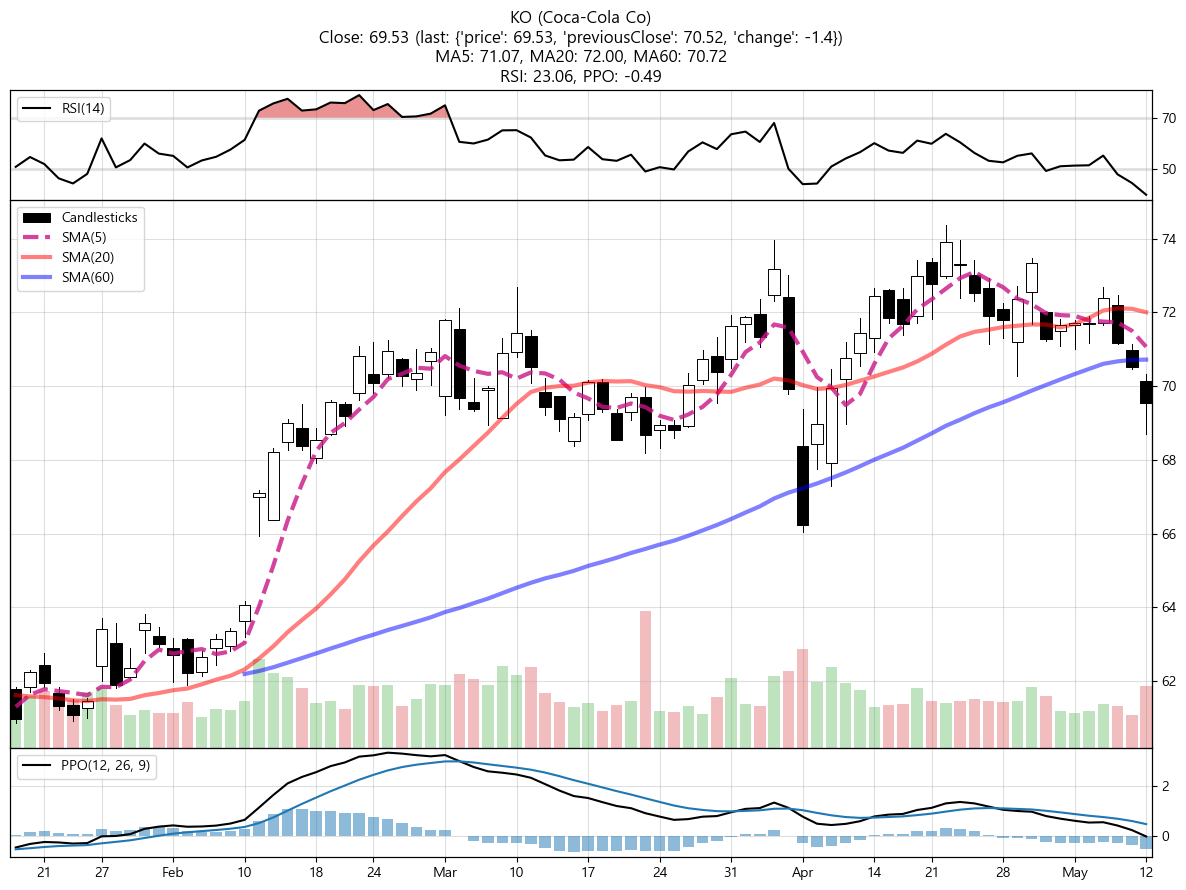 KO (Coca-Cola Co)
Close: 69.53 (last: {'price': 69.53, 'previousClose': 70.52, 'change': -1.4})
MA5: 71.07, MA20: 72.00, MA60: 70.72
RSI: 23.06, PPO: -0.49
RSI(14)
70
50
Candlesticks
SMA(5)
SMA(20)
SMA(60)
74
72
70
68
66
64
62
PPO(12, 26, 9)
2
0
21 27 Feb 10 18 24 Mar 10 17 24 31 Apr 14 21 28 May 12